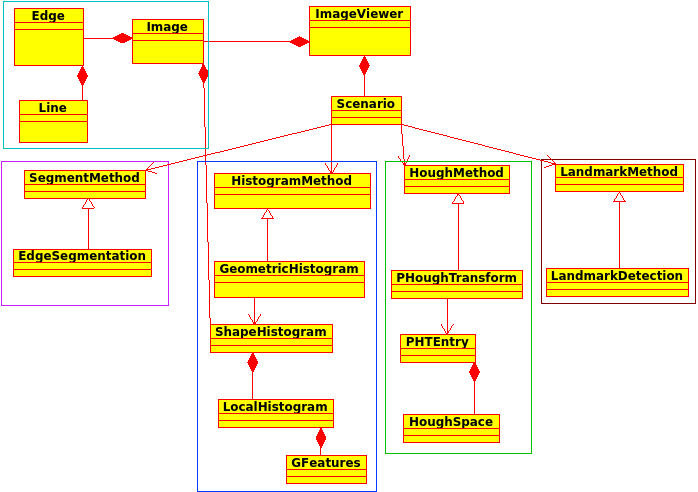 Edge
Image
ImageViewer
Line
Scenario
SegmentMethod
HistogramMethod
HoughMethod
LandmarkMethod
EdgeSegmentation
GeometricHistogram
PHoughTransform
LandmarkDetection
ShapeHistogram
PHTEntry
LocalHistogram
HoughSpace
GFeatures